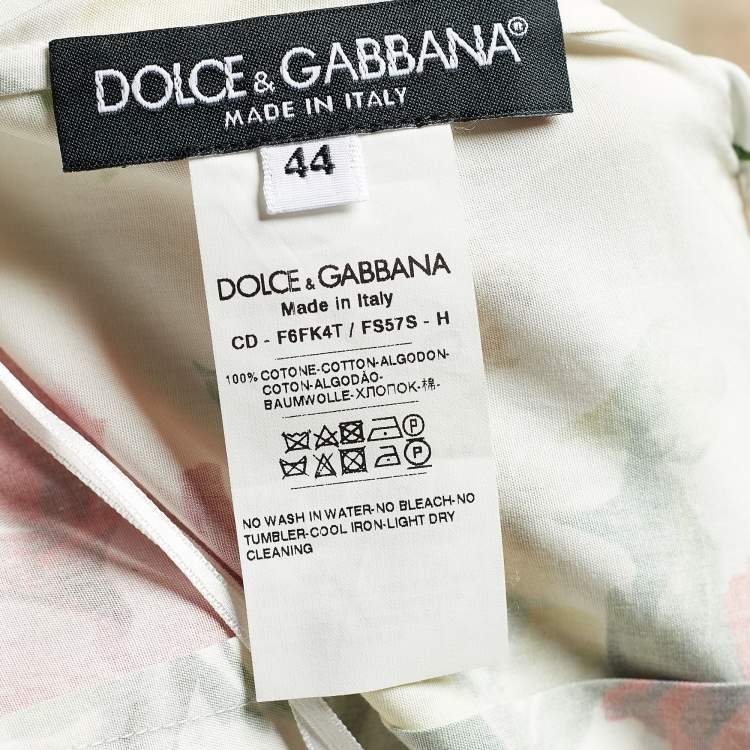 DOLCE & GABBANA®
MADE IN ITALY
44
DOLCE & GABBANA
Made in Italy
CD - F6FK4T / FS57S - H
100% COTONE-COTTON-ALGODON-
COTON-ALGODÃO-
BAUMWOLLE-ХЛОПОК-棉-
P
P
NO WASH IN WATER-NO BLEACH-NO
TUMBLER-COOL IRON-LIGHT DRY
CLEANING